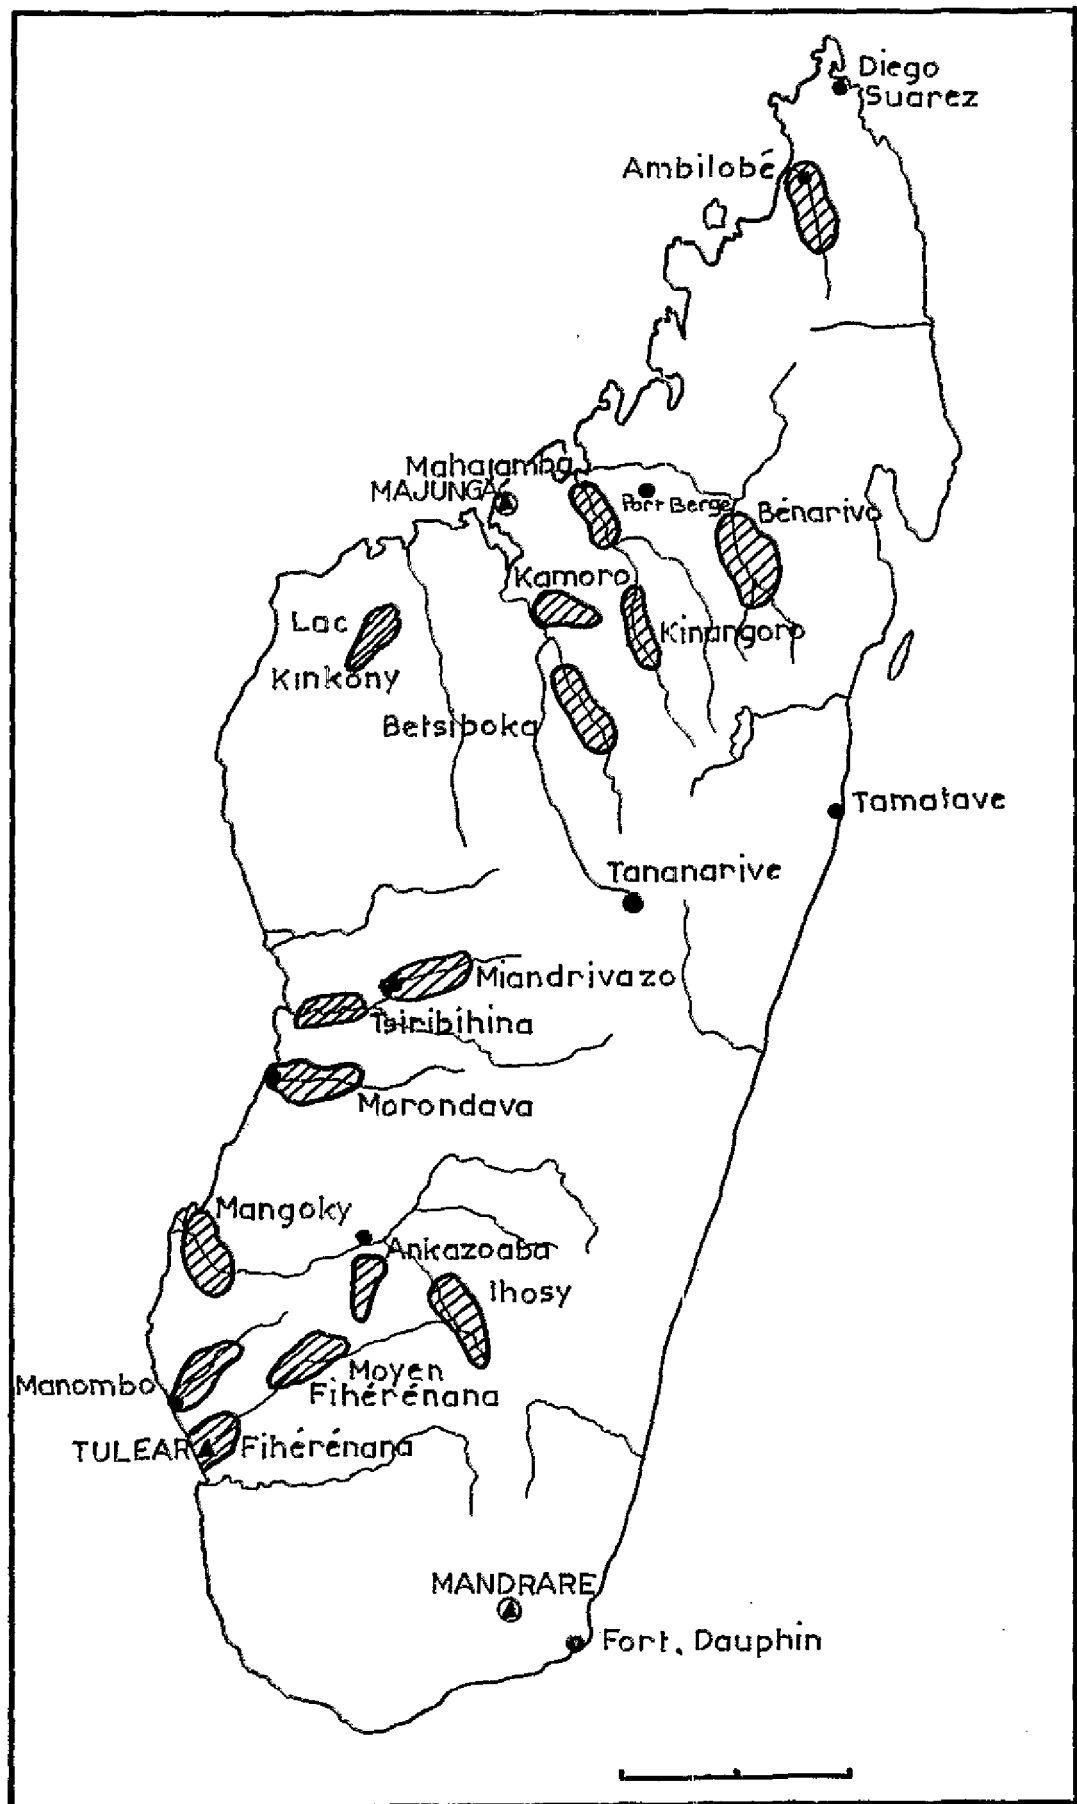 Diego
Suarez
Ambilobé
Mahajamba
MAJUNGA
Port Berge
Bénarivo
Kamoro
Lac
Kinkony
Kinangoro
Betsiboka
Tamatave
Tananarive
Miandrivazo
Tsiribihina
Morondava
Mangoky
Ankazoaba
Ihosy
Manombo
Moyen
Fihérénana
TULEAR
Fihérénana
MANDRARE
Fort. Dauphin